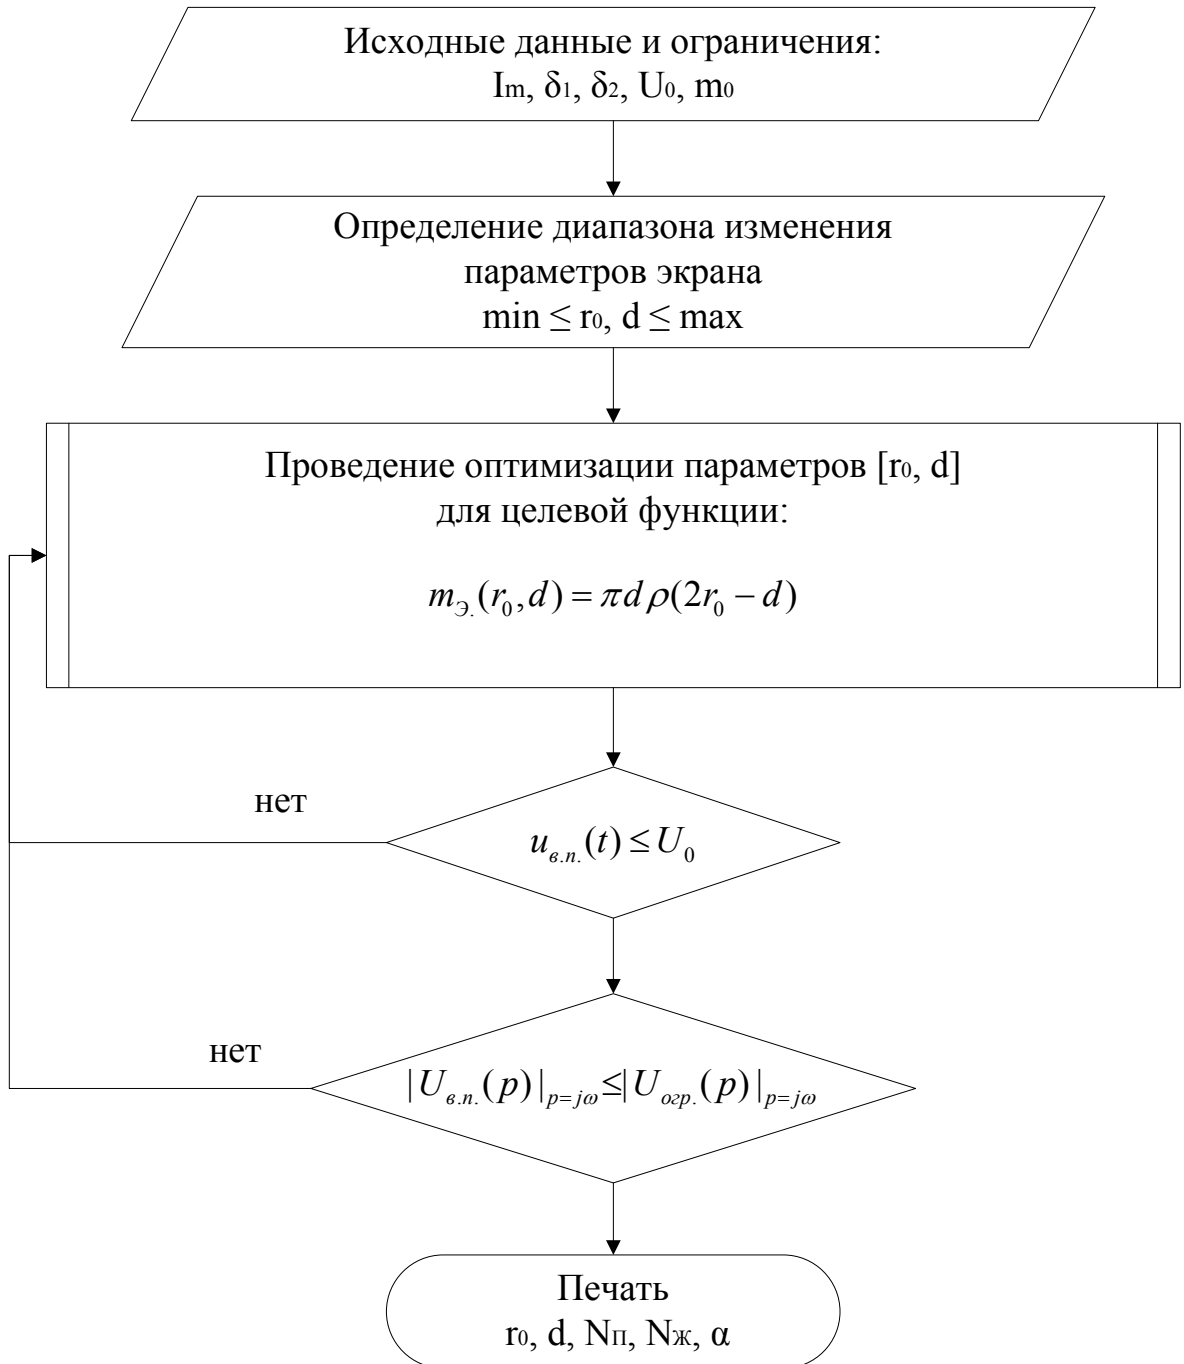 Исходные данные и ограничения:
Im, δ1, δ2, U0, m0
Определение диапазона изменения
параметров экрана
min ≤ r0, d ≤ max
Проведение оптимизации параметров [r0, d]
для целевой функции:
mЭ.(r0, d) = πdρ(2r0 − d)
нет
uв.п.(t) ≤ U0
нет
|Uв.п.(p)|p=jω ≤ |Uогр.(p)|p=jω
Печать
r0, d, NП, NЖ, α